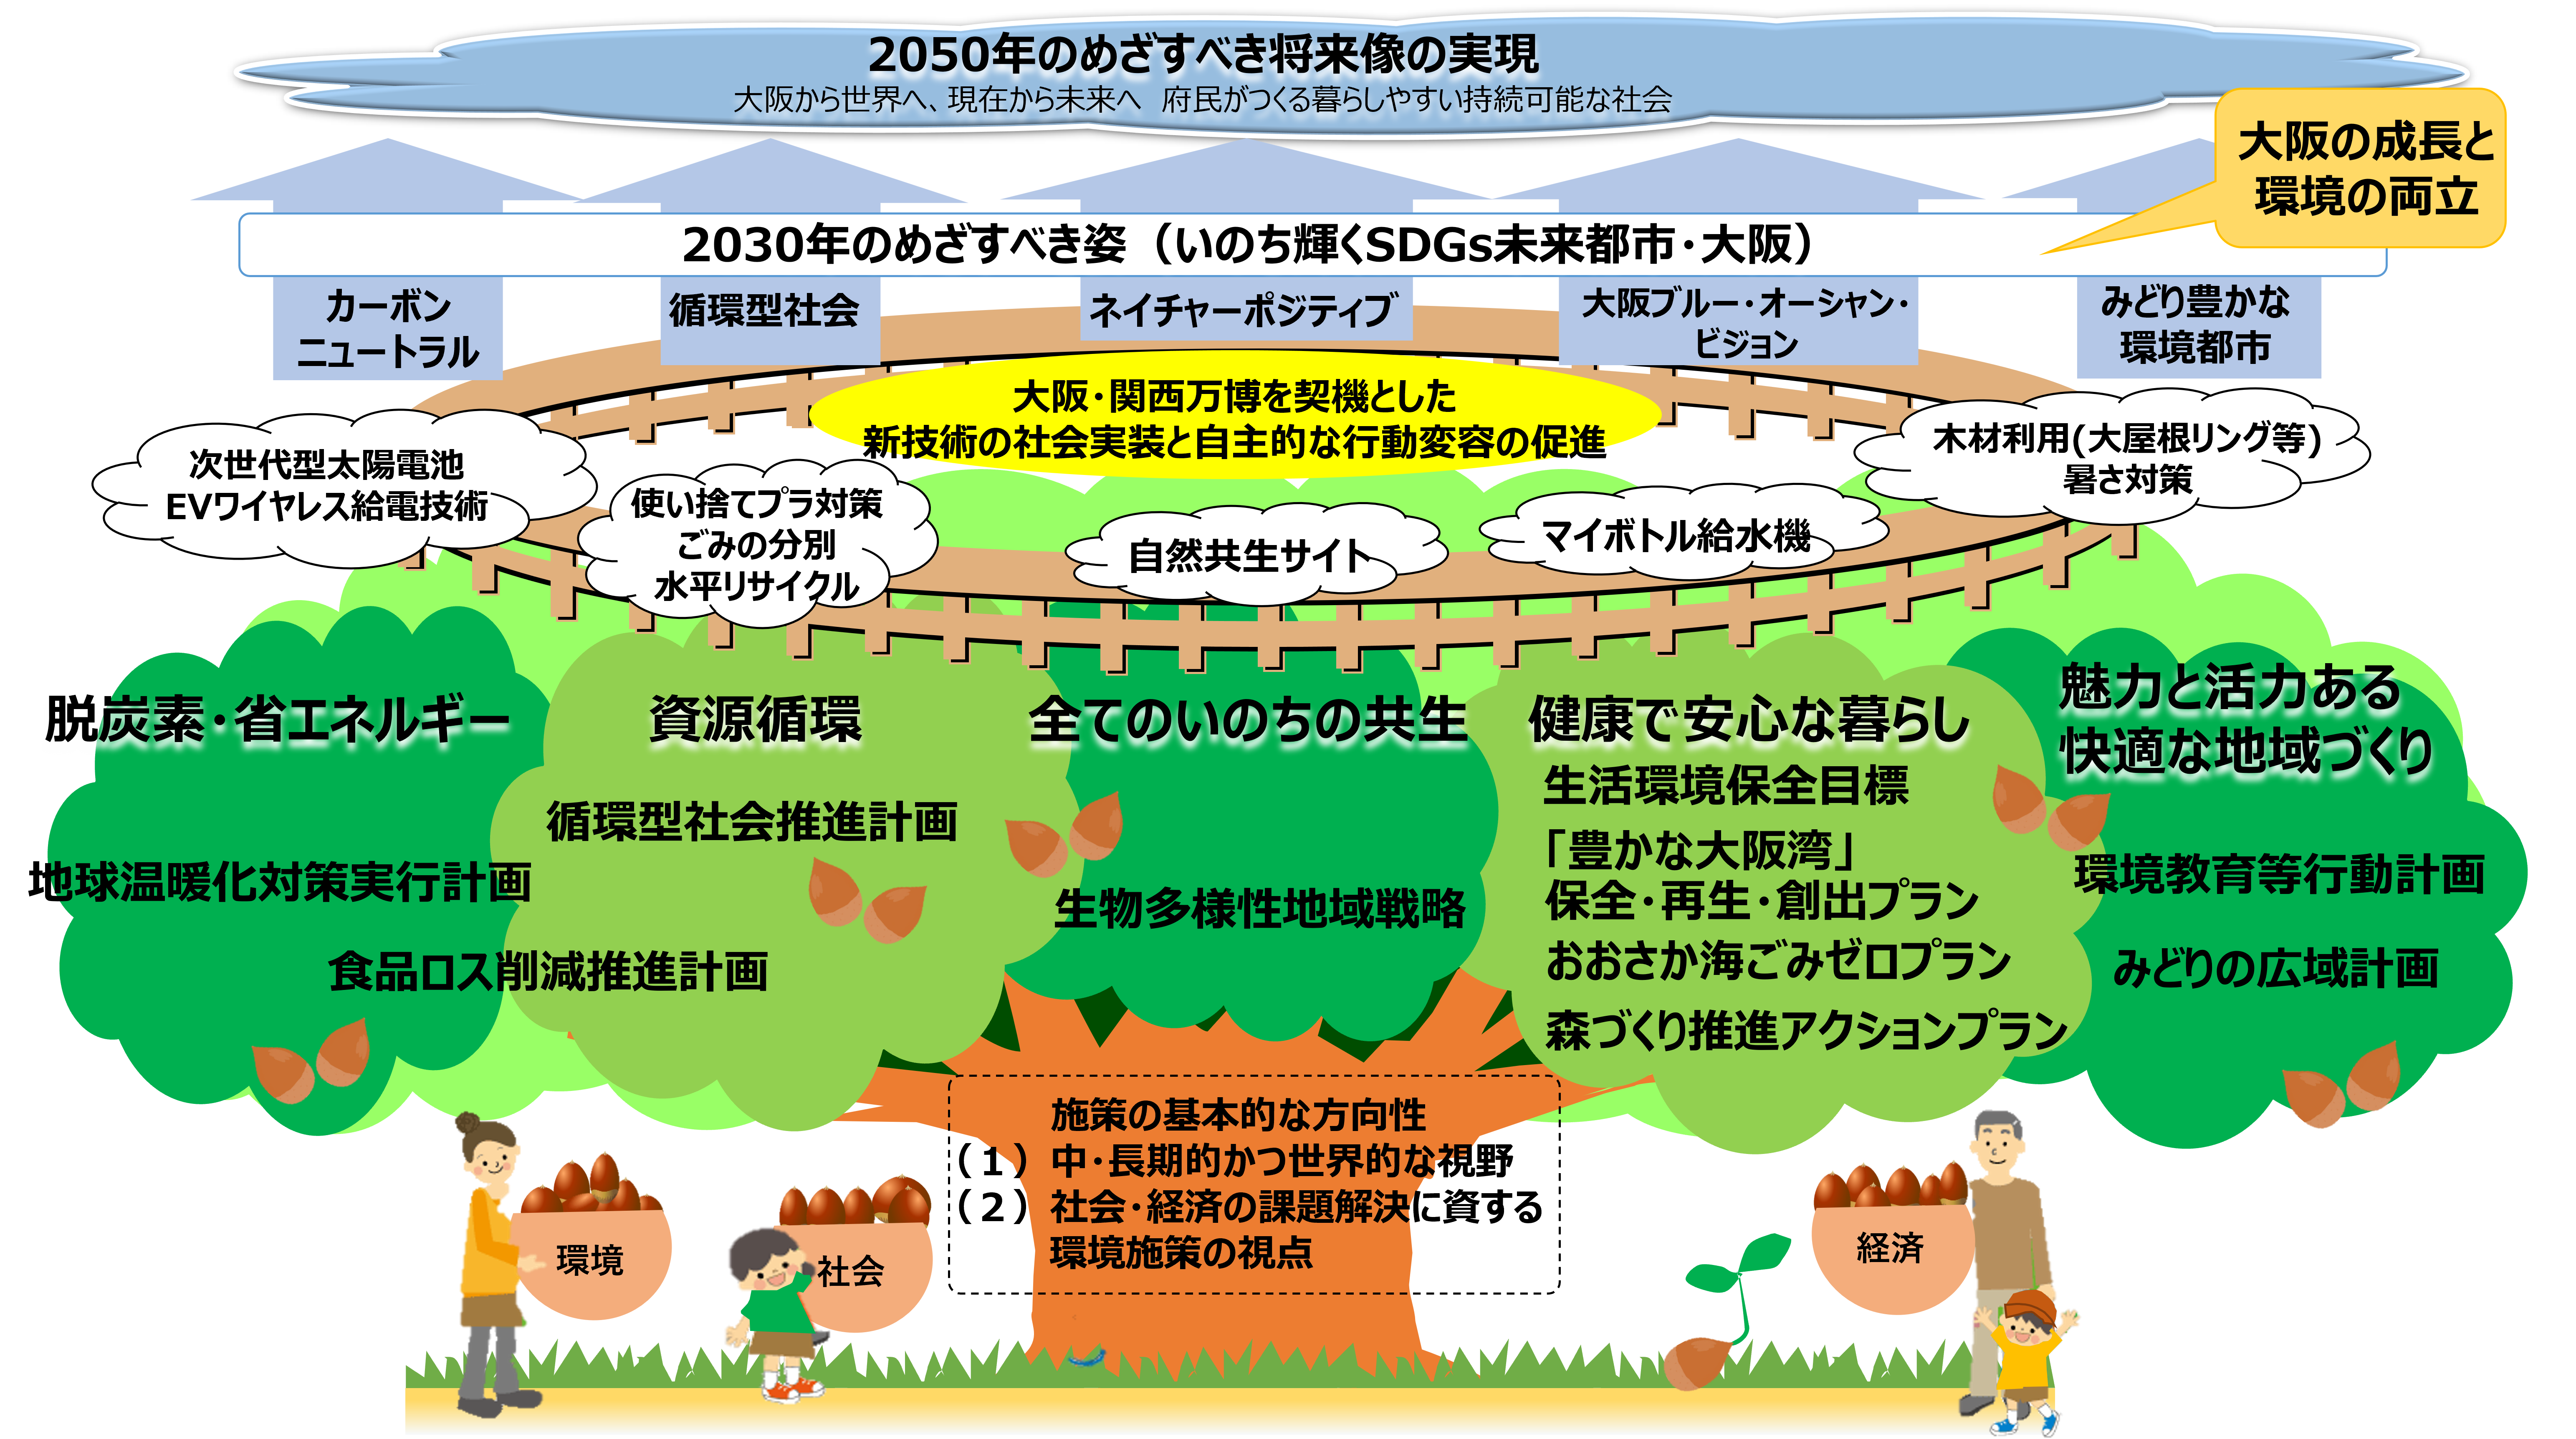 2050年のめざすべき将来像の実現
大阪から世界へ、現在から未来へ　府民がつくる暮らしやすい持続可能な社会
大阪の成長と
環境の両立
2030年のめざすべき姿（いのち輝くSDGs未来都市・大阪）
カーボン
ニュートラル
循環型社会
ネイチャーポジティブ
大阪ブルー・オーシャン・
ビジョン
みどり豊かな
環境都市
大阪・関西万博を契機とした
新技術の社会実装と自主的な行動変容の促進
次世代型太陽電池
EVワイヤレス給電技術
使い捨てプラ対策
ごみの分別
水平リサイクル
自然共生サイト
マイボトル給水機
木材利用(大屋根リング等)
暑さ対策
脱炭素・省エネルギー
地球温暖化対策実行計画
食品ロス削減推進計画
資源循環
循環型社会推進計画
全てのいのちの共生
生物多様性地域戦略
健康で安心な暮らし
生活環境保全目標
「豊かな大阪湾」
保全・再生・創出プラン
おおさか海ごみゼロプラン
森づくり推進アクションプラン
魅力と活力ある
快適な地域づくり
環境教育等行動計画
みどりの広域計画
施策の基本的な方向性
（１）中・長期的かつ世界的な視野
（２）社会・経済の課題解決に資する
環境施策の視点
環境
社会
経済